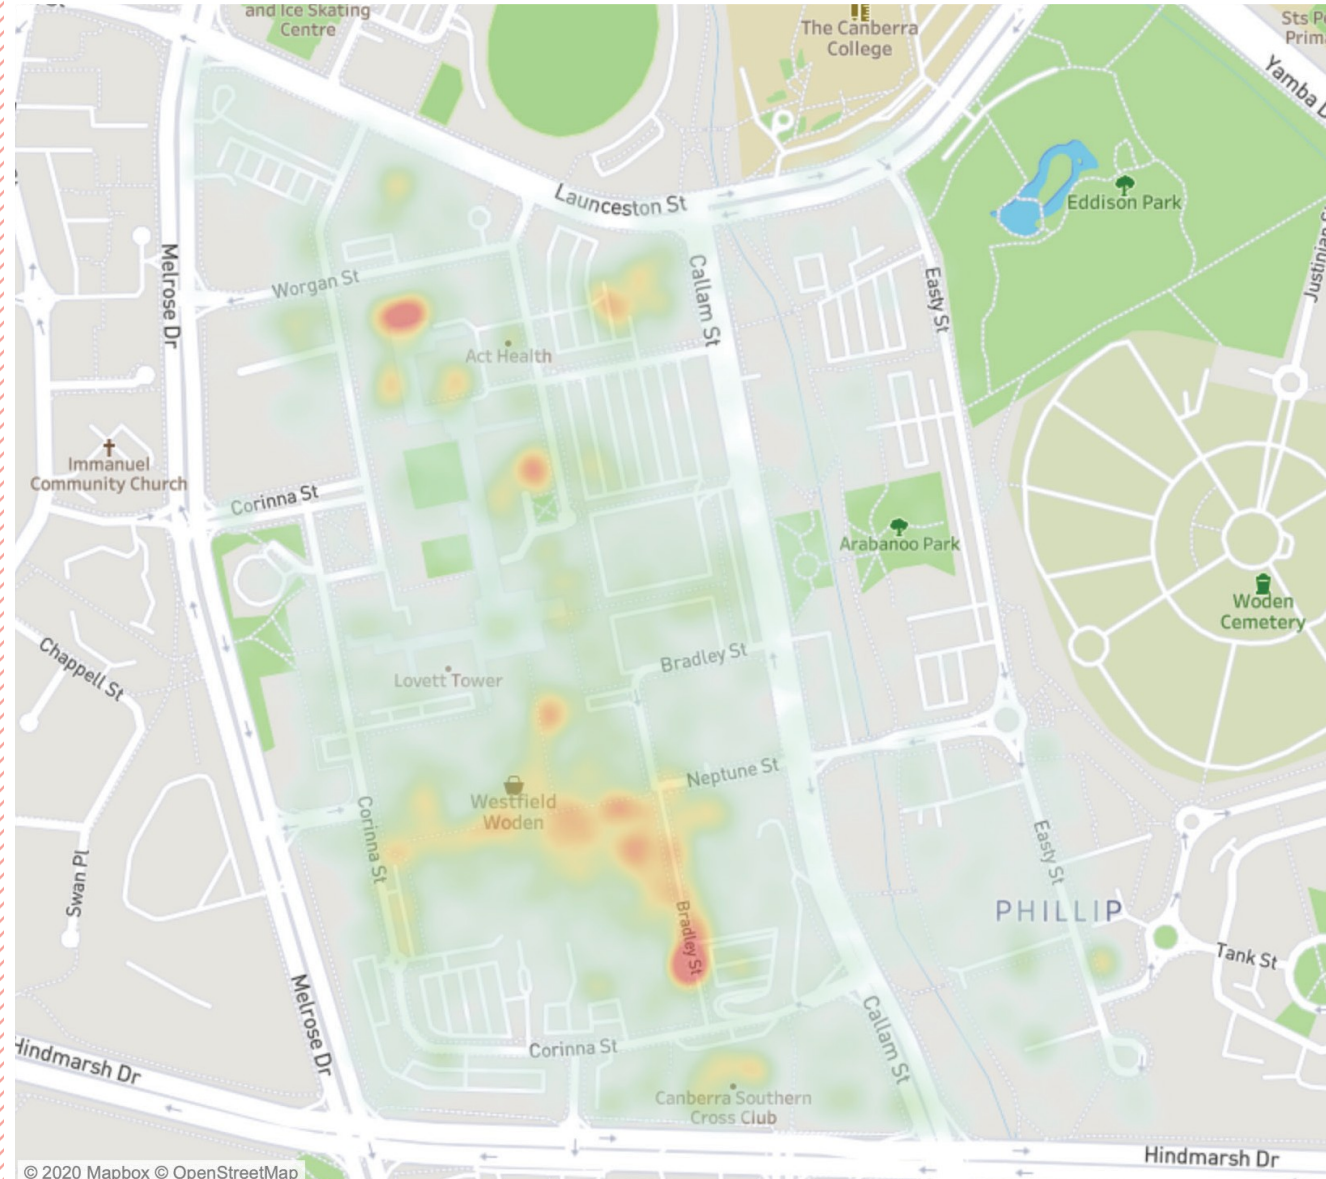 and Ice Skating
Centre
The Canberra
College
Yamba D
Launceston St
Eddison Park
Melrose Dr
Worgan St
Callam St
Easty St
Act Health
Immanuel
Community Church
Corinna St
Arabanoo Park
Woden
Cemetery
Chappell St
Lovett Tower
Bradley St
Neptune St
Westfield
Woden
Corinna St
Easty St
Swan Pl
Bradley St
PHILLIP
Tank St
Melrose Dr
Callam St
Corinna St
Hindmarsh Dr
Canberra Southern
Cross Club
Hindmarsh Dr
© 2020 Mapbox © OpenStreetMap